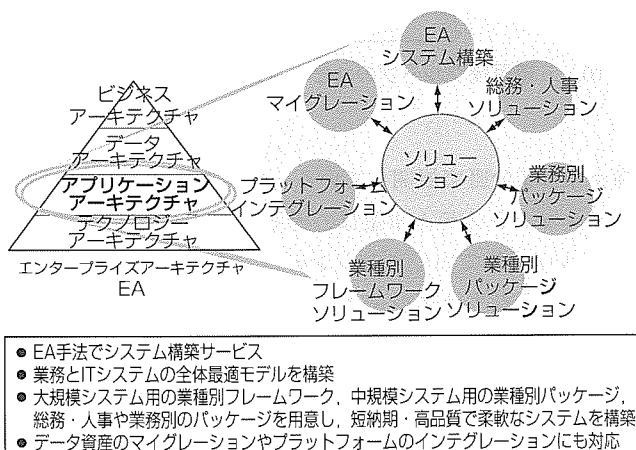 ビジネス
アーキテクチャ
データ
アーキテクチャ
アプリケーション
アーキテクチャ
テクノロジー
アーキテクチャ
エンタープライズアーキテクチャ
EA
EA
システム構築
総務・人事
ソリューション
業務別
パッケージ
ソリューション
業種別
パッケージ
ソリューション
業種別
フレームワーク
ソリューション
プラットフォーム
インテグレーション
EA
マイグレーション
ソリュー
ション
● EA手法でシステム構築サービス
● 業務とITシステムの全体最適モデルを構築
● 大規模システム用の業種別フレームワーク，中規模システム用の業種別パッケージ，
総務・人事や業務別のパッケージを用意し，短納期・高品質で柔軟なシステムを構築
● データ資産のマイグレーションやプラットフォームのインテグレーションにも対応